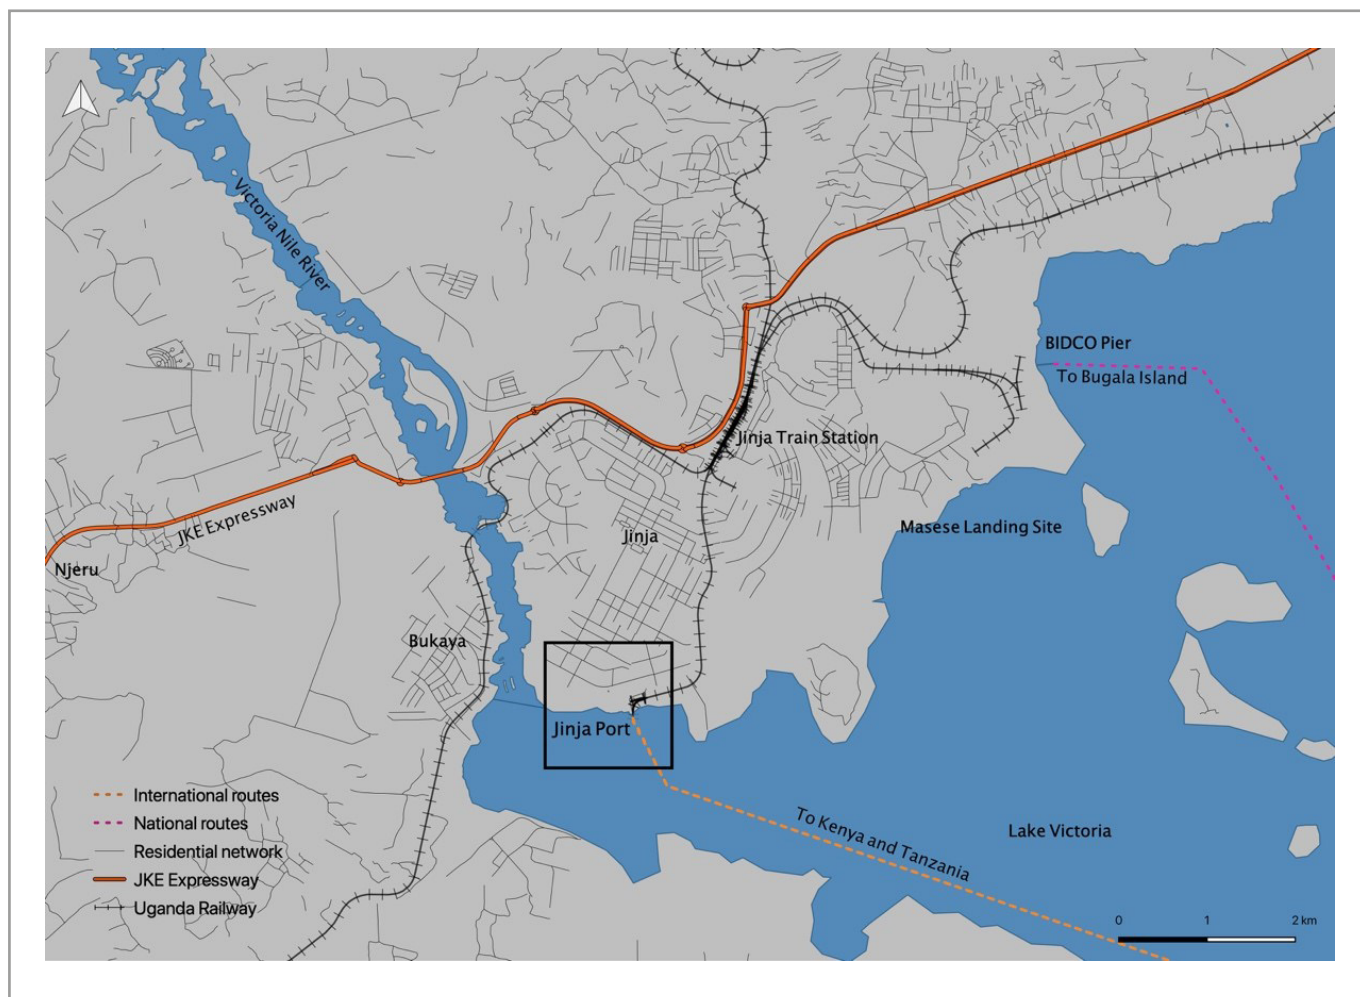 Victoria Nile River
BIDCO Pier
To Bugala Island
Jinja Train Station
JKE Expressway
Masese Landing Site
Jinja
Njeru
Bukaya
Jinja Port
To Kenya and Tanzania
Lake Victoria
International routes
National routes
Residential network
JKE Expressway
Uganda Railway
0 1 2 km